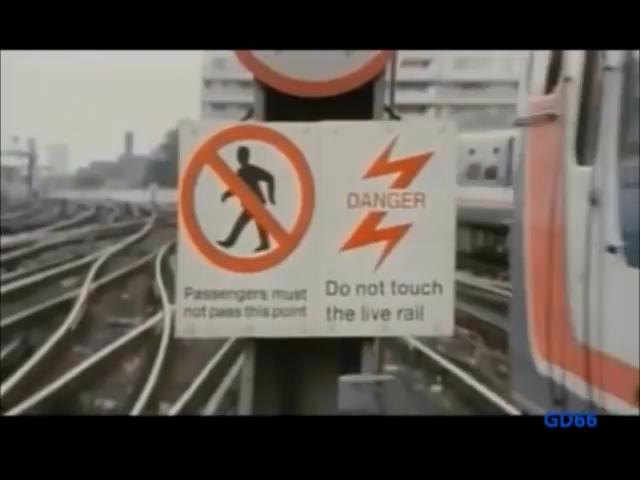 DANGER
Passengers must
not pass this point
Do not touch
the live rail
GD66